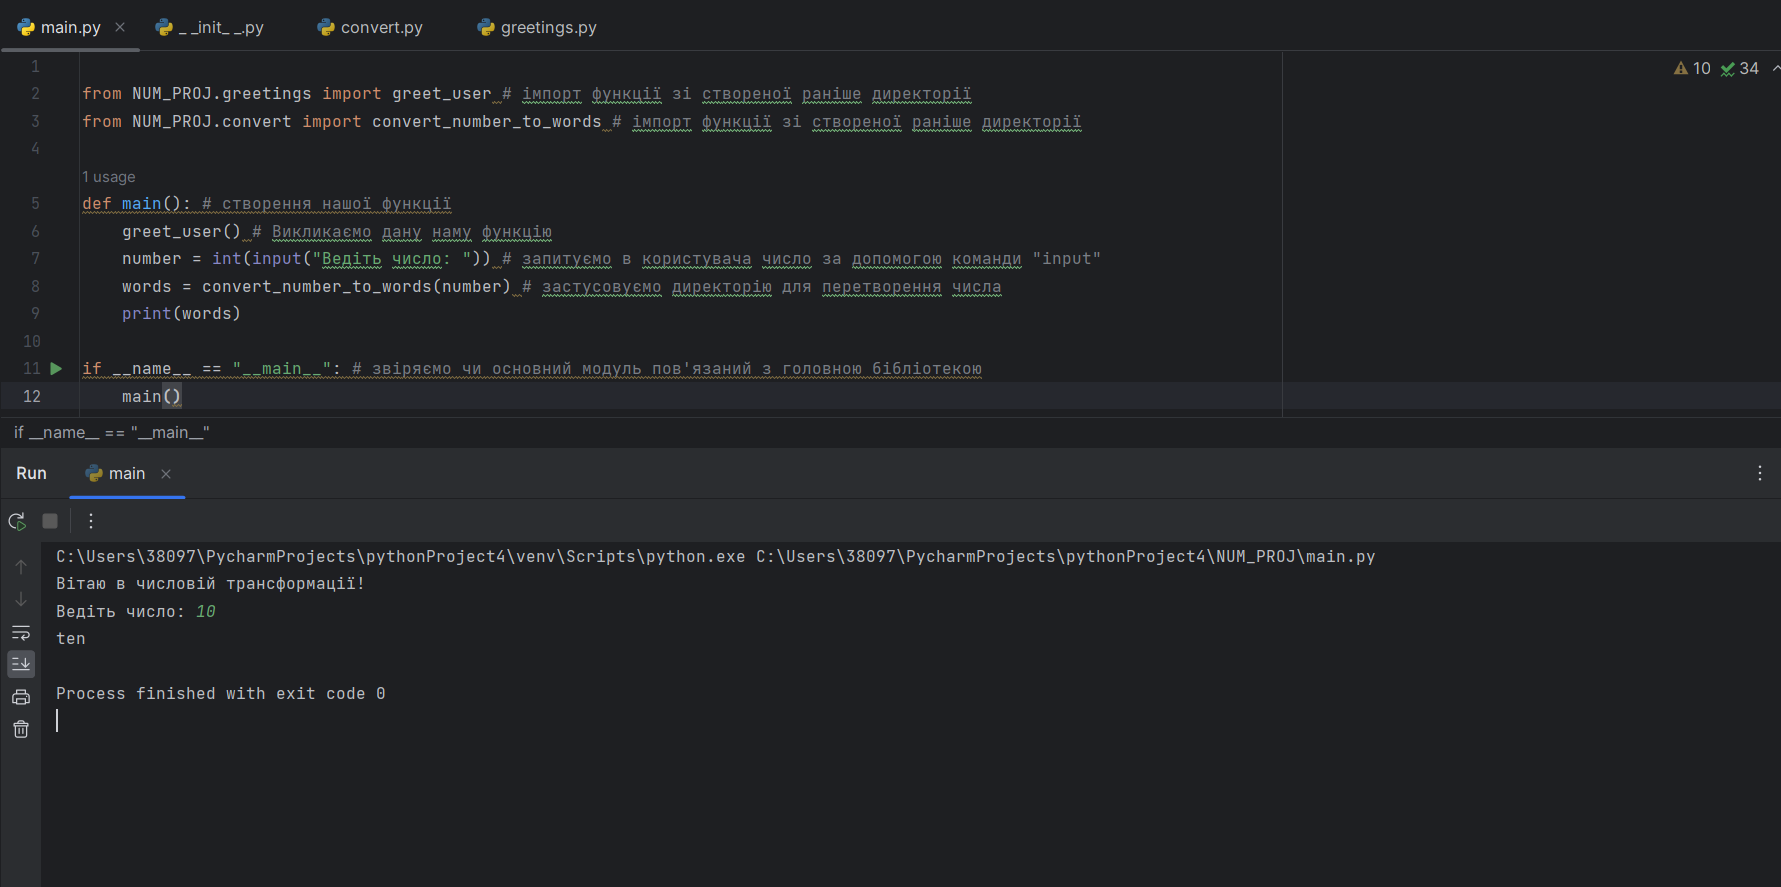 main.py
_ _init_ _.py
convert.py
greetings.py
10
34
1
2 from NUM_PROJ.greetings import greet_user # імпорт функції зі створеної раніше директорії
3 from NUM_PROJ.convert import convert_number_to_words # імпорт функції зі створеної раніше директорії
4
1 usage
5 def main(): # створення нашої функції
6 greet_user() # Викликаємо дану наму функцію
7 number = int(input("Ведіть число: ")) # запитуємо в користувача число за допомогою команди "input"
8 words = convert_number_to_words(number) # застусовуємо директорію для перетворення числа
9 print(words)
10
11 if __name__ == "__main__": # звіряємо чи основний модуль пов'язаний з головною бібліотекою
12 main()
if __name__ == "__main__"
Run
main
C:\Users\38097\PycharmProjects\pythonProject4\venv\Scripts\python.exe C:\Users\38097\PycharmProjects\pythonProject4\NUM_PROJ\main.py
Вітаю в числовій трансформації!
Ведіть число: 10
ten
Process finished with exit code 0